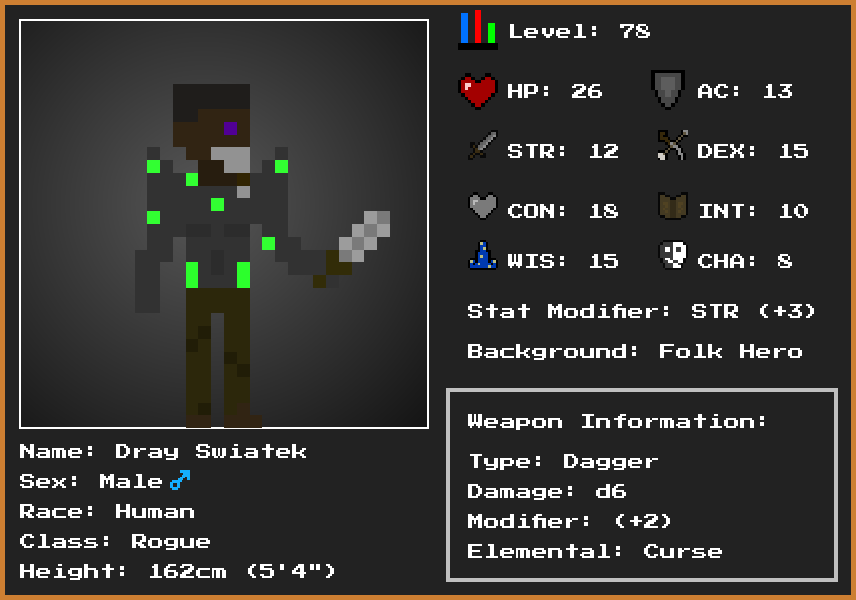 Level: 78
HP: 26 AC: 13
STR: 12 DEX: 15
CON: 18 INT: 10
WIS: 15 CHA: 8
Stat Modifier: STR (+3)
Background: Folk Hero
Weapon Information:
Type: Dagger
Damage: d6
Modifier: (+2)
Elemental: Curse
Name: Dray Swiatek
Sex: Male ♂
Race: Human
Class: Rogue
Height: 162cm (5'4")